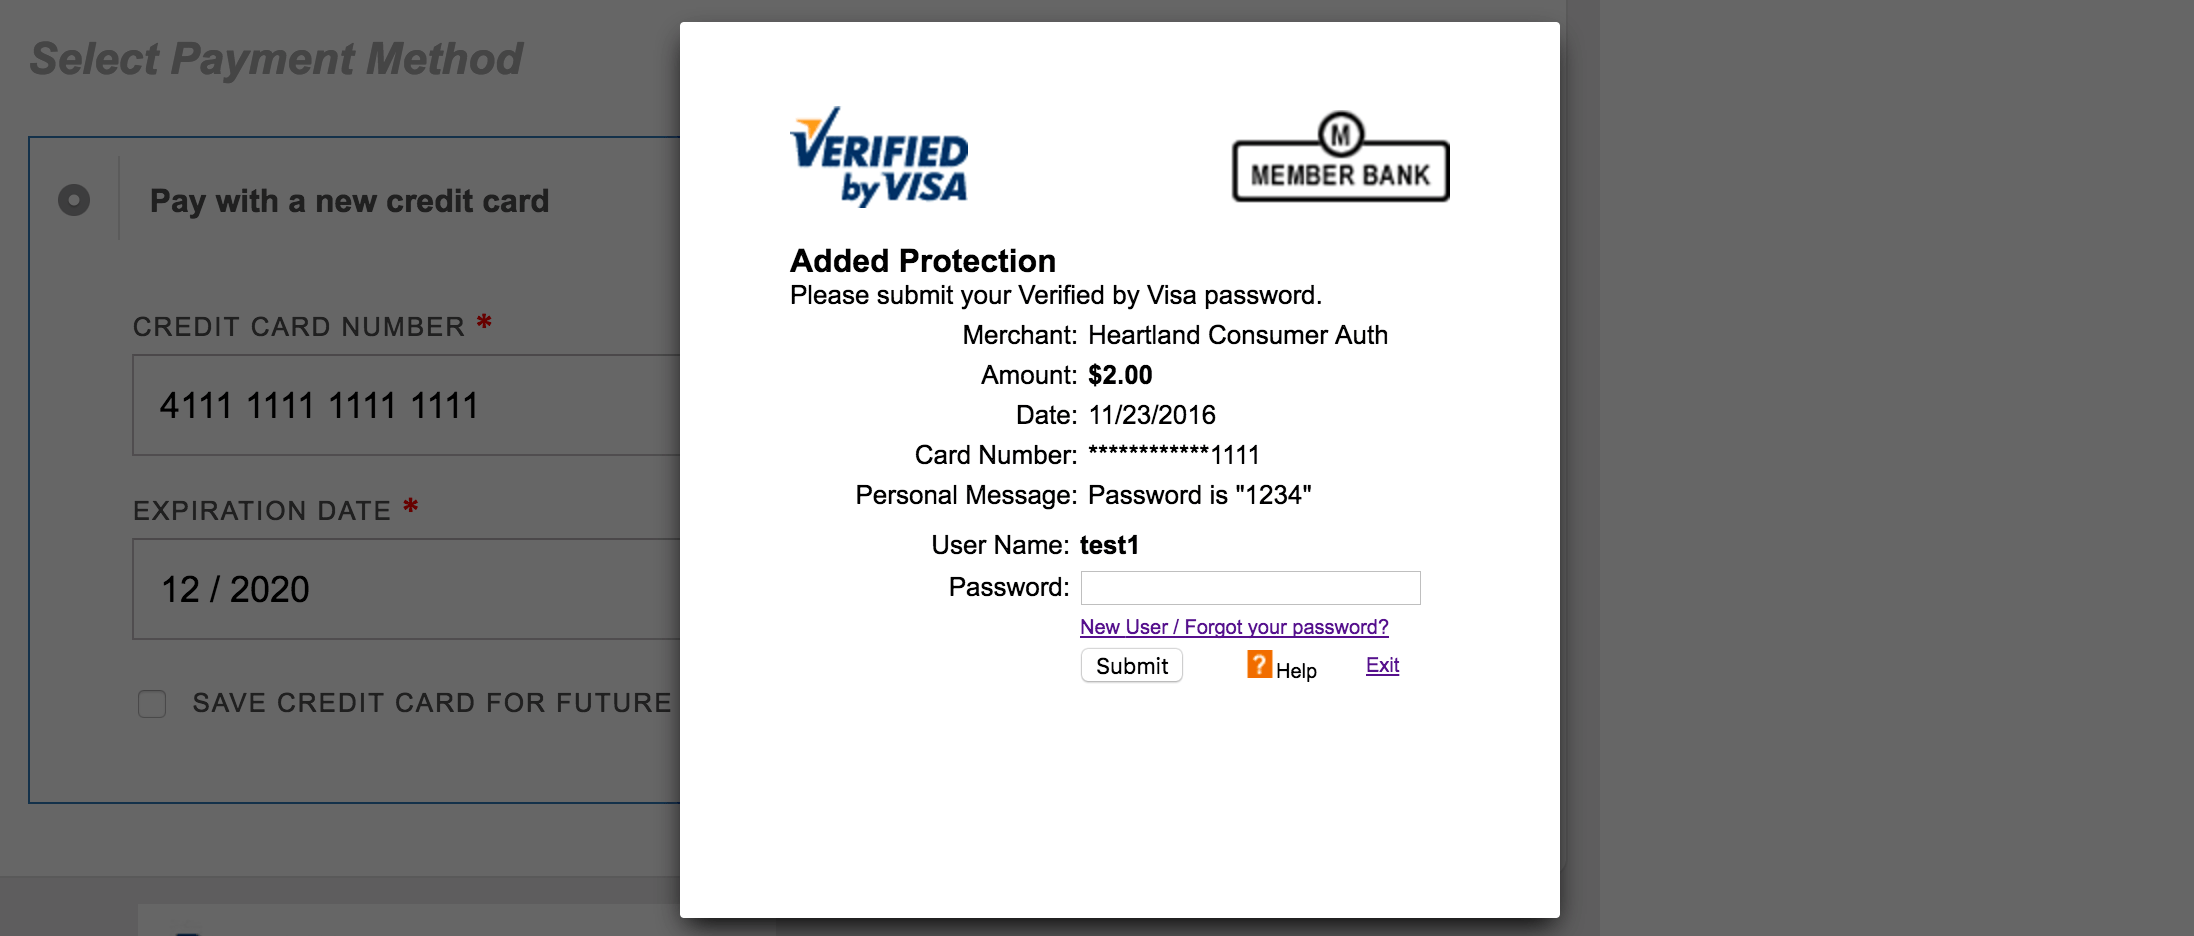 Select Payment Method
Pay with a new credit card
CREDIT CARD NUMBER *
4111 1111 1111 1111
EXPIRATION DATE *
12 / 2020
SAVE CREDIT CARD FOR FUTURE
VERIFIED
by VISA
M
MEMBER BANK
Added Protection
Please submit your Verified by Visa password.
Merchant: Heartland Consumer Auth
Amount: $2.00
Date: 11/23/2016
Card Number: ************1111
Personal Message: Password is "1234"
User Name: test1
Password:
New User / Forgot your password?
Submit ? Help Exit